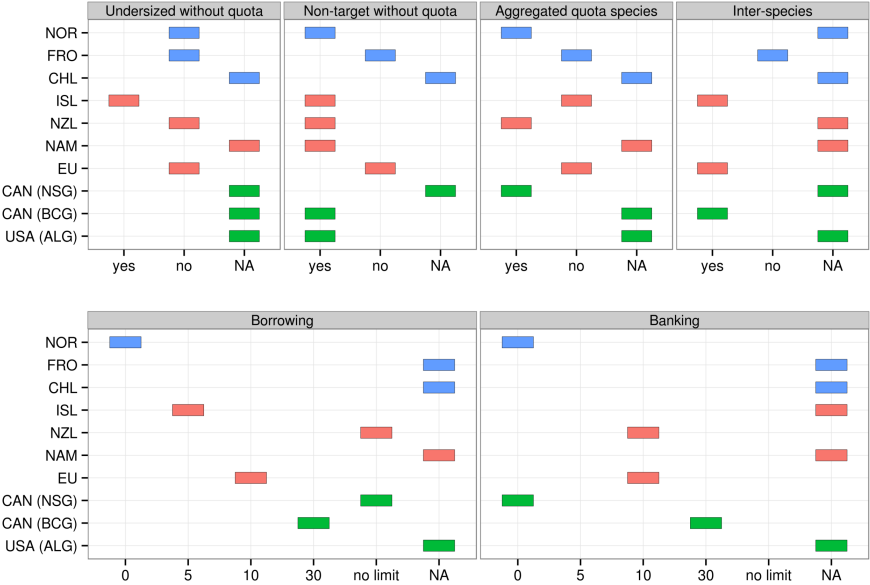 Undersized without quota Non-target without quota Aggregated quota species Inter-species
NOR
FRO
CHL
ISL
NZL
NAM
EU
CAN (NSG)
CAN (BCG)
USA (ALG)
yes no NA yes no NA yes no NA yes no NA
Borrowing Banking
NOR
FRO
CHL
ISL
NZL
NAM
EU
CAN (NSG)
CAN (BCG)
USA (ALG)
0 5 10 30 no limit NA 0 5 10 30 no limit NA